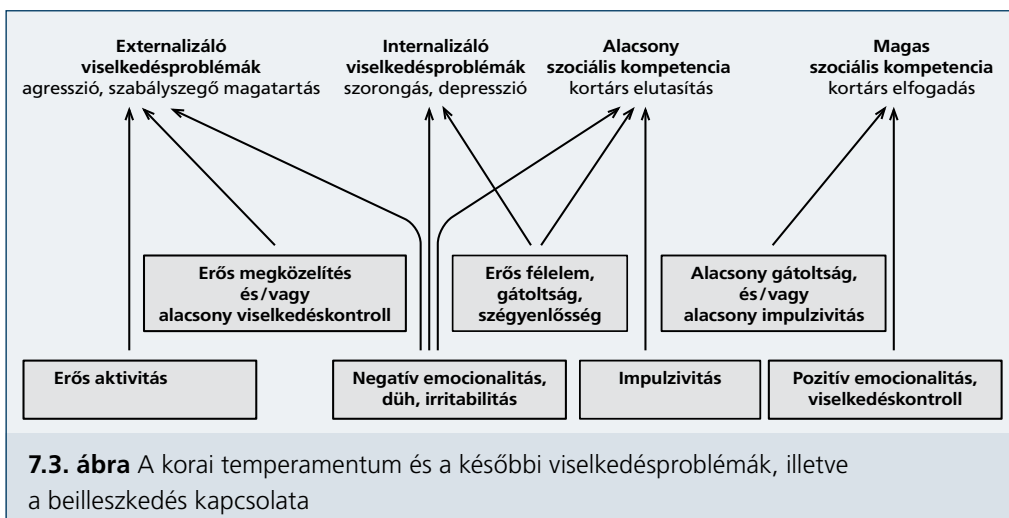 Externalizáló
viselkedésproblémák
agresszió, szabályszegő magatartás
Internalizáló
viselkedésproblémák
szorongás, depresszió
Alacsony
szociális kompetencia
kortárs elutasítás
Magas
szociális kompetencia
kortárs elfogadás
Erős megközelítés
és/vagy
alacsony viselkedéskontroll
Erős félelem,
gátoltság,
szégyenlősség
Alacsony gátoltság,
és/vagy
alacsony impulzivitás
Erős aktivitás
Negatív emocionalitás,
düh, irritabilitás
Impulzivitás
Pozitív emocionalitás,
viselkedéskontroll
7.3. ábra A korai temperamentum és a későbbi viselkedésproblémák, illetve
a beilleszkedés kapcsolata